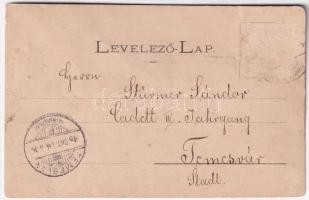 LEVELEZŐ-LAP.
Herrn
Stürmer Sándor
Cadett II. Jahrgang
Temesvár
Stadt.